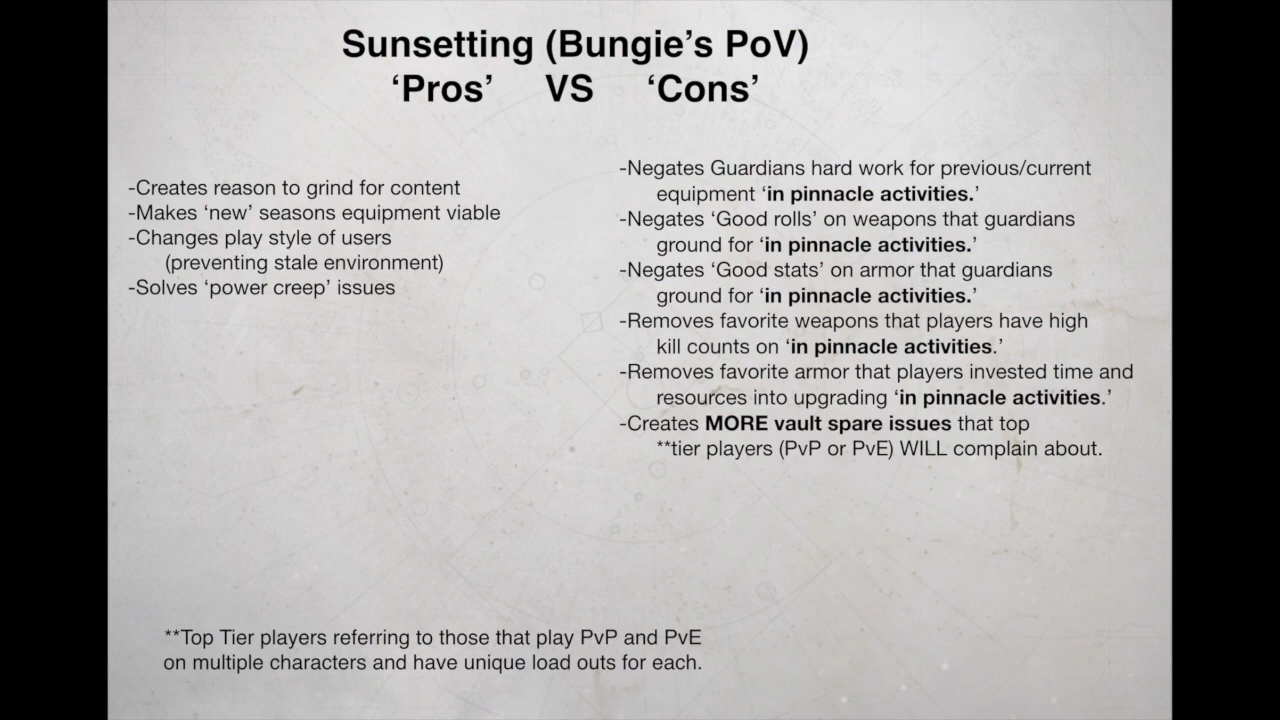 Sunsetting (Bungie's PoV)
'Pros' VS 'Cons'
-Creates reason to grind for content
-Makes 'new' seasons equipment viable
-Changes play style of users
(preventing stale environment)
-Solves 'power creep' issues
-Negates Guardians hard work for previous/current
equipment 'in pinnacle activities.'
-Negates 'Good rolls' on weapons that guardians
ground for 'in pinnacle activities.'
-Negates 'Good stats' on armor that guardians
ground for 'in pinnacle activities.'
-Removes favorite weapons that players have high
kill counts on 'in pinnacle activities.'
-Removes favorite armor that players invested time and
resources into upgrading 'in pinnacle activities.'
-Creates MORE vault spare issues that top
**tier players (PvP or PvE) WILL complain about.
**Top Tier players referring to those that play PvP and PvE
on multiple characters and have unique load outs for each.